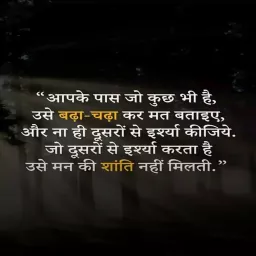 “आपके पास जो कुछ भी है,
उसे बढ़ा-चढ़ा कर मत बताइए,
और ना ही दूसरों से इर्श्या कीजिये.
जो दूसरों से इर्श्या करता है
उसे मन की शांति नहीं मिलती.”